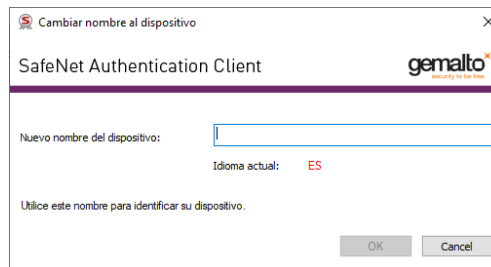 Cambiar nombre al dispositivo
SafeNet Authentication Client
gemalto
security to be free
Nuevo nombre del dispositivo:
Idioma actual: ES
Utilice este nombre para identificar su dispositivo.
OK Cancel